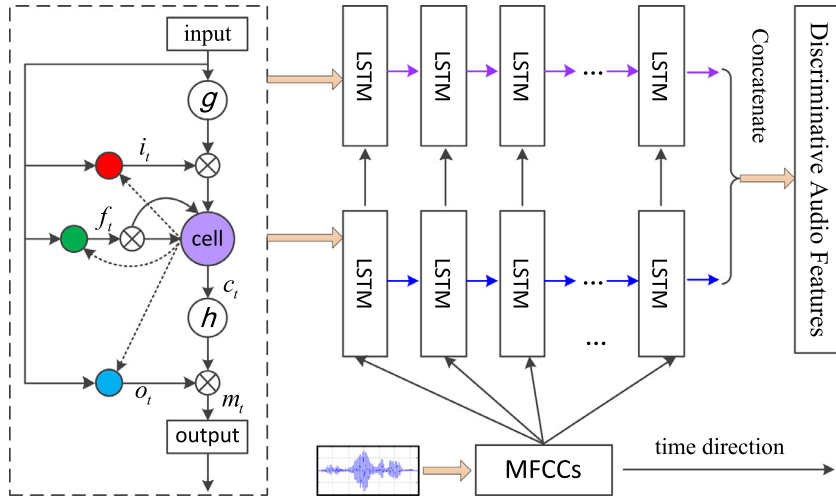 input
g
i_t
f_t
cell
c_t
h
o_t
m_t
output
LSTM
LSTM
LSTM
...
LSTM
LSTM
LSTM
LSTM
...
LSTM
...
Concatenate
Discriminative Audio Features
MFCCs
time direction